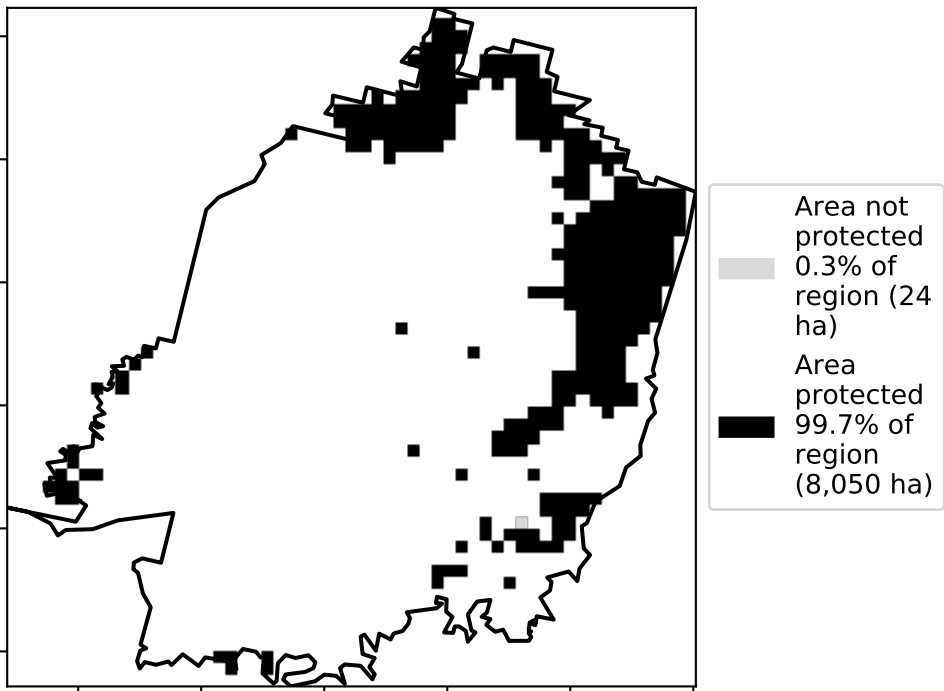 Area not
protected
0.3% of
region (24
ha)
Area
protected
99.7% of
region
(8,050 ha)